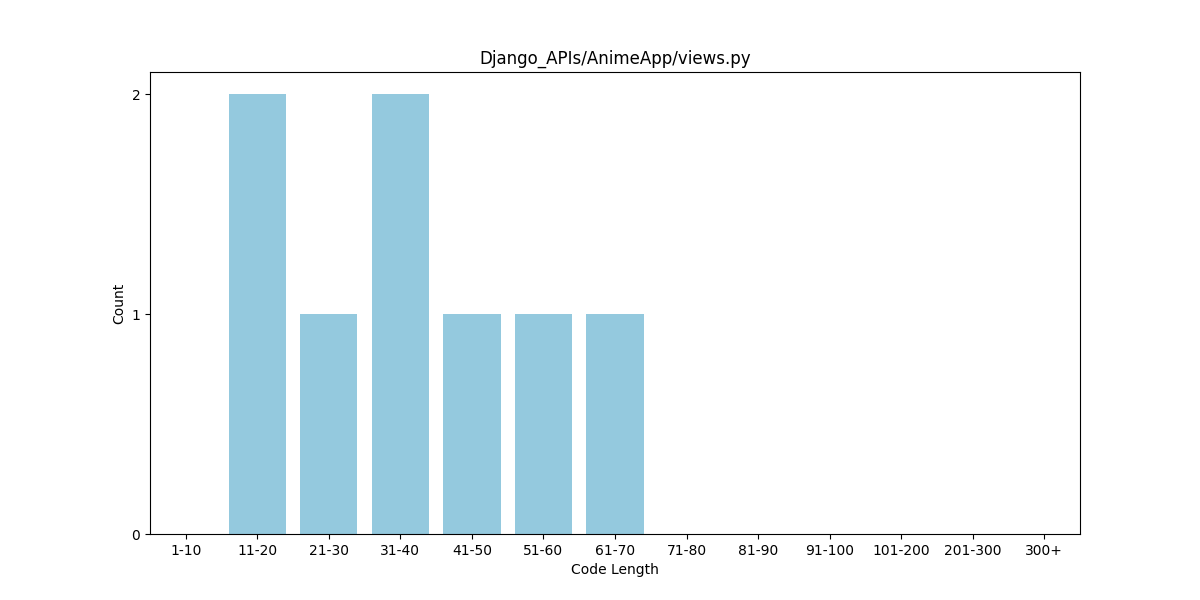 Django_APIs/AnimeApp/views.py
2
1
0
Count
1-10 11-20 21-30 31-40 41-50 51-60 61-70 71-80 81-90 91-100 101-200 201-300 300+
Code Length